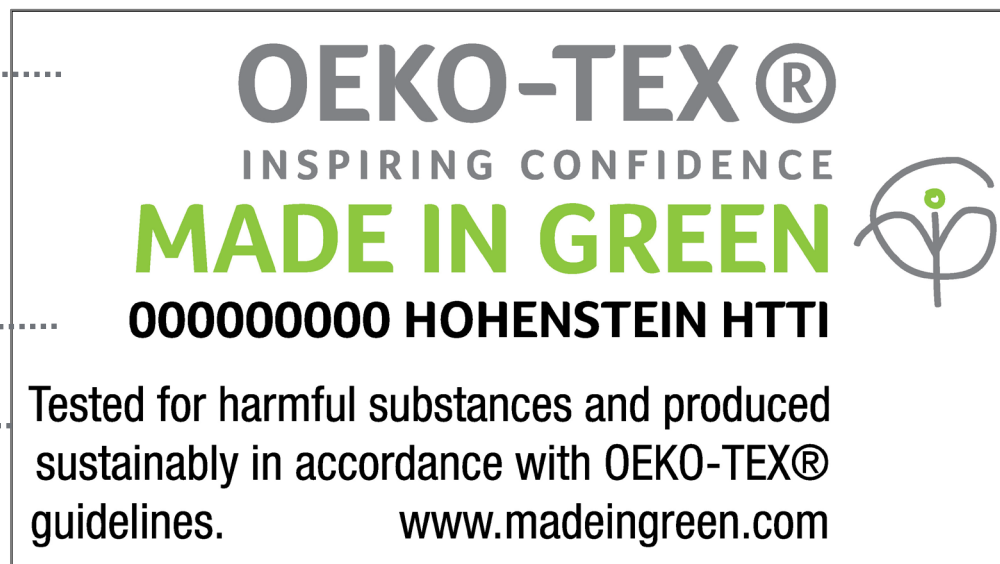 OEKO-TEX®
INSPIRING CONFIDENCE
MADE IN GREEN
000000000 HOHENSTEIN HTTI
Tested for harmful substances and produced
sustainably in accordance with OEKO-TEX®
guidelines. www.madeingreen.com